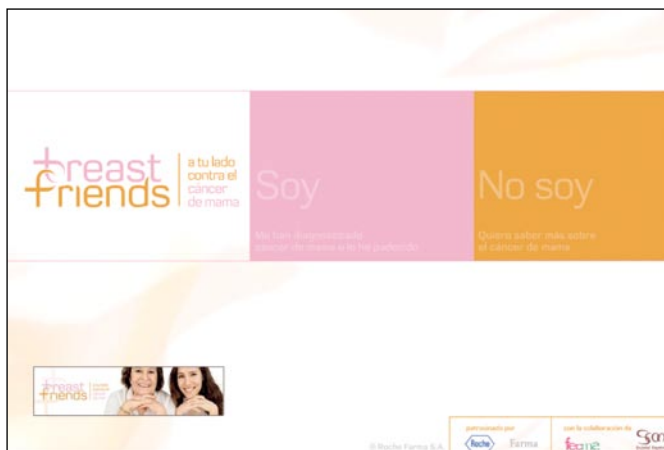 breast
friends
a tu lado
contra el
cáncer
de mama
Soy
Me han diagnosticado
cáncer de mama o lo he padecido
No soy
Quiero saber más sobre
el cáncer de mama
breast
friends
© Roche Farma S.A.
patrocinado por
Roche
Farma
con la colaboración de
fecma